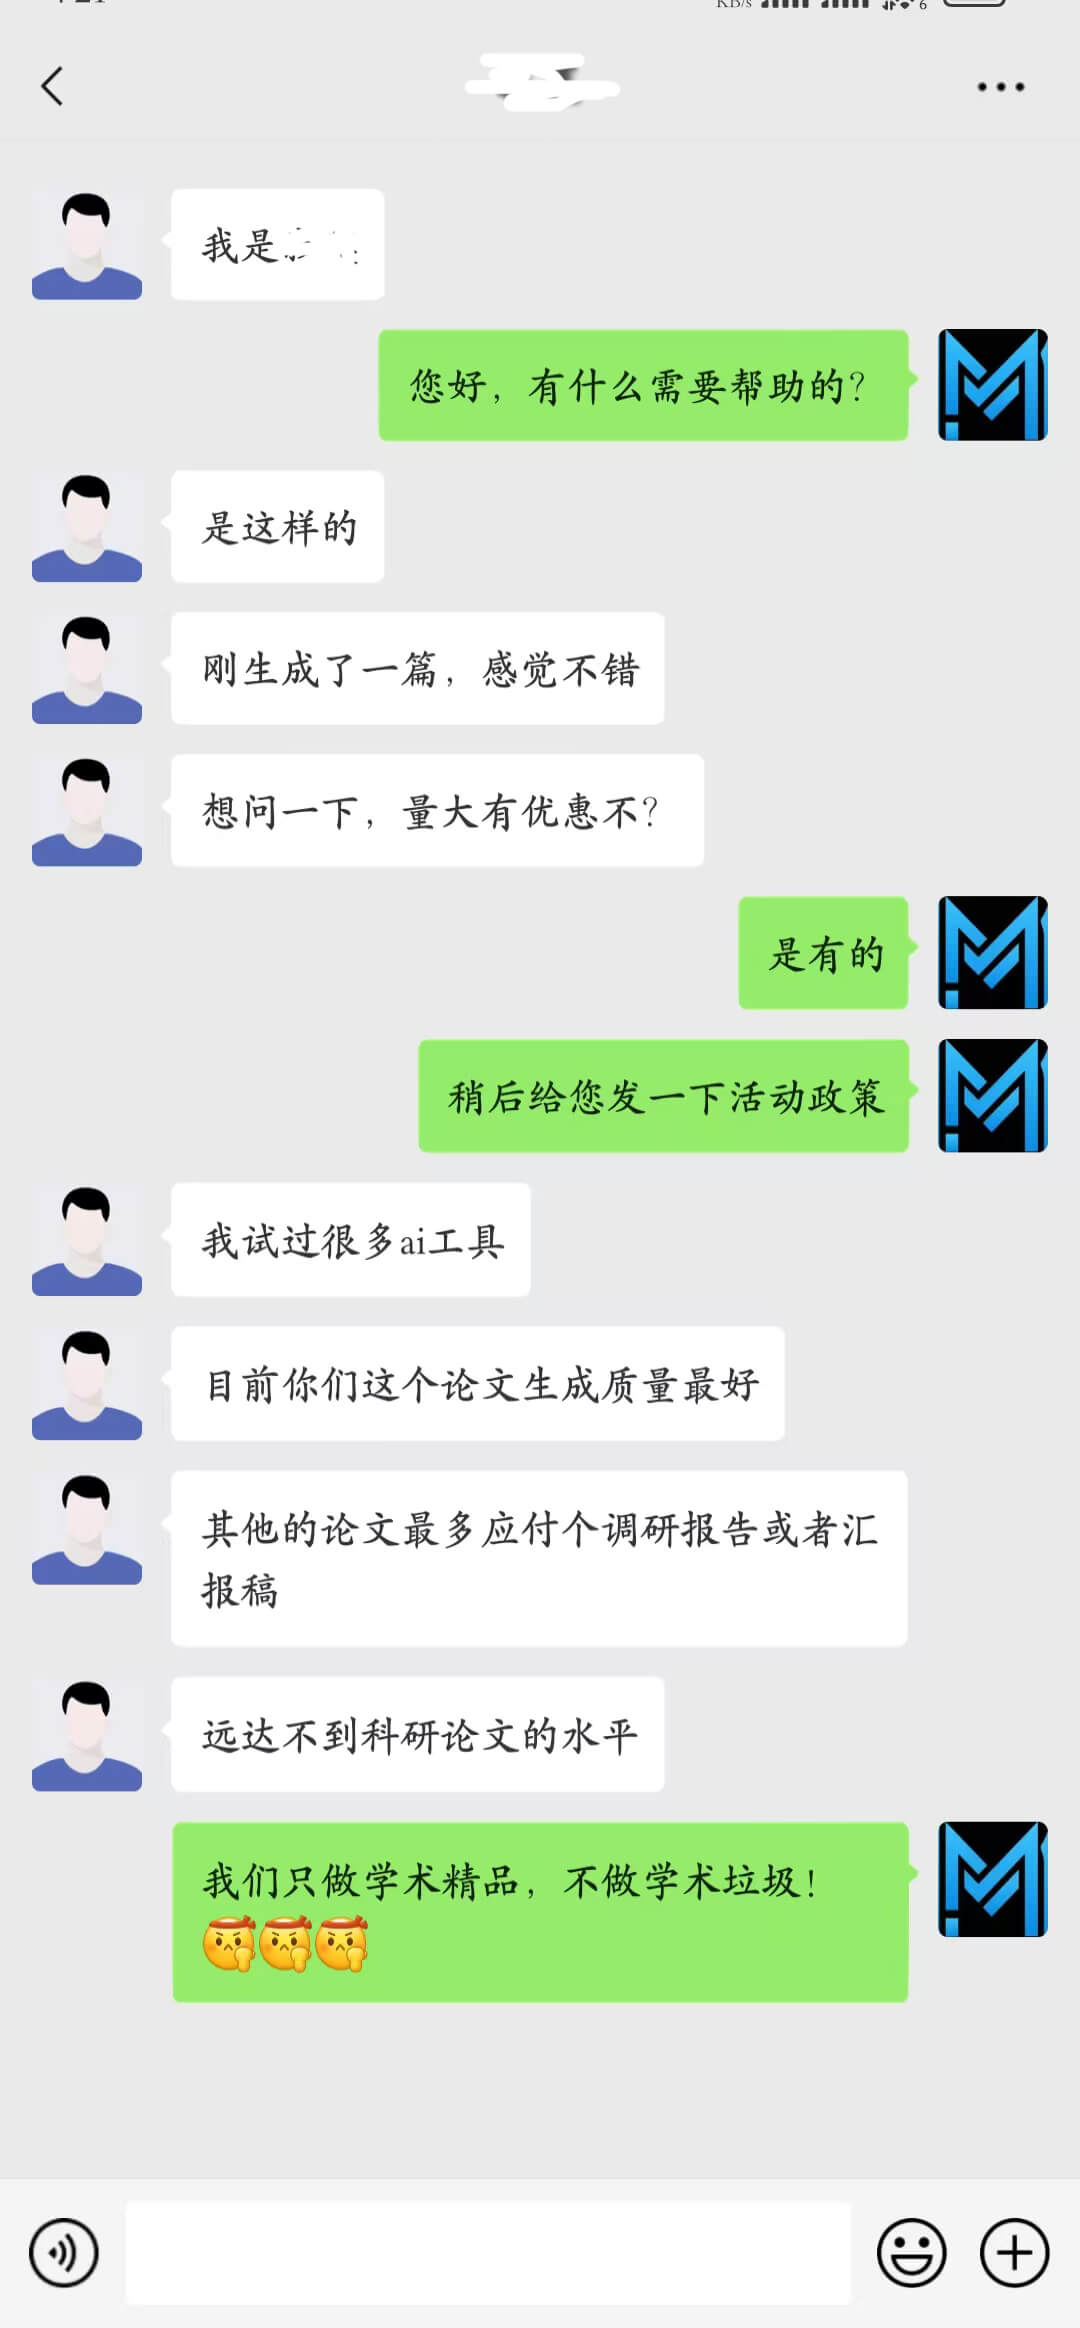 KB/s
6
我是
您好，有什么需要帮助的？
是这样的
刚生成了一篇，感觉不错
想问一下，量大有优惠不？
是有的
稍后给您发一下活动政策
我试过很多ai工具
目前你们这个论文生成质量最好
其他的论文最多应付个调研报告或者汇
报稿
远达不到科研论文的水平
我们只做学术精品，不做学术垃圾！